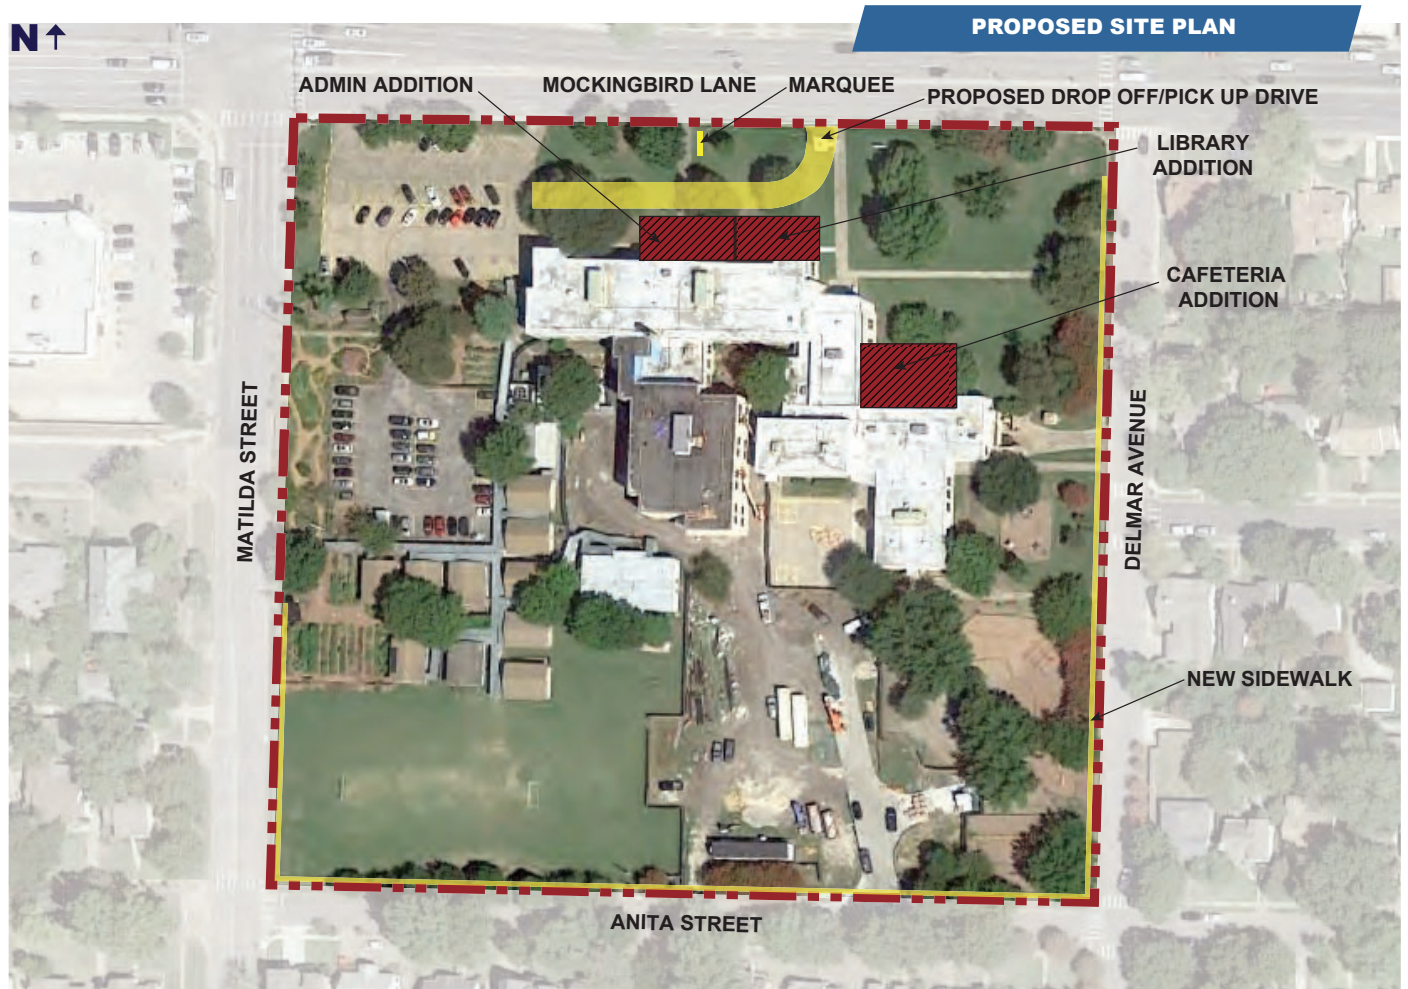 PROPOSED SITE PLAN
N
ADMIN ADDITION
MOCKINGBIRD LANE
MARQUEE
PROPOSED DROP OFF/PICK UP DRIVE
LIBRARY
ADDITION
CAFETERIA
ADDITION
MATILDA STREET
DELMAR AVENUE
NEW SIDEWALK
ANITA STREET